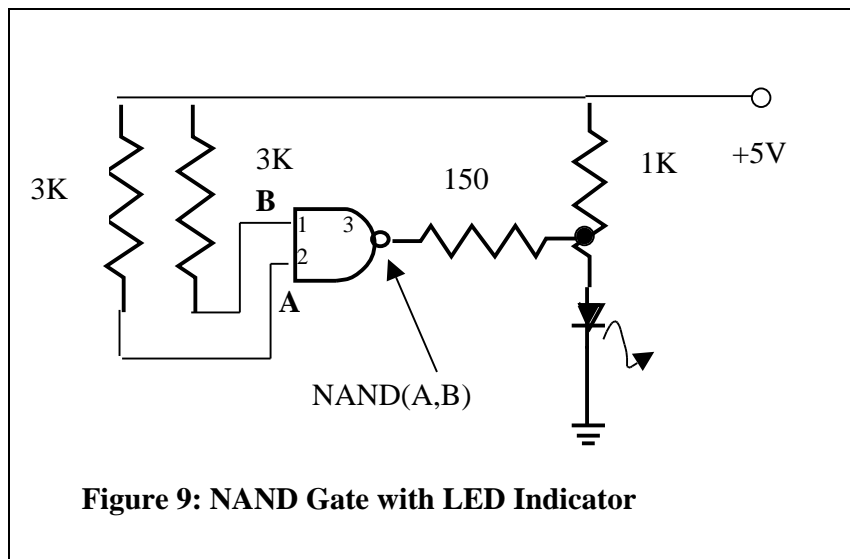 3K
3K
B
150
1K
+5V
1
3
2
A
NAND(A,B)
Figure 9: NAND Gate with LED Indicator